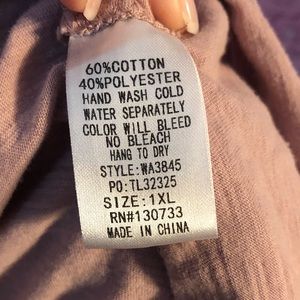 60%COTTON
40%POLYESTER
HAND WASH COLD
WATER SEPARATELY
COLOR WILL BLEED
NO BLEACH
HANG TO DRY
STYLE:WA3845
PO:TL32325
SIZE:1XL
RN#130733
MADE IN CHINA